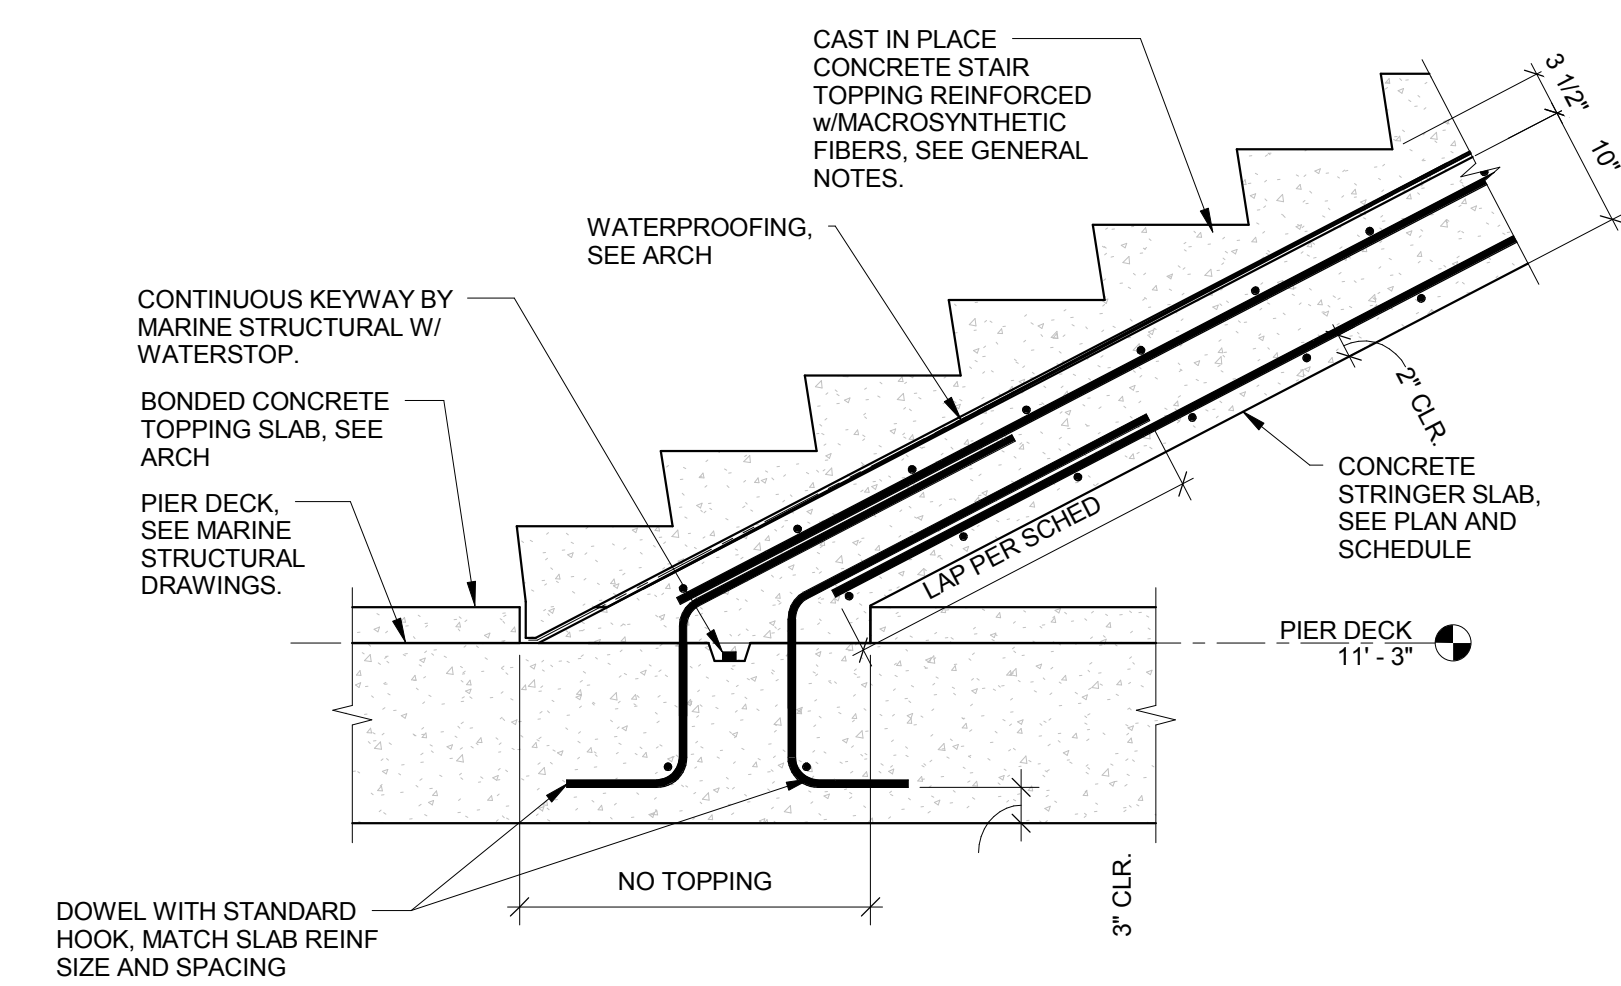 CAST IN PLACE
CONCRETE STAIR
TOPPING REINFORCED
w/MACROSYNTHETIC
FIBERS, SEE GENERAL
NOTES.
3 1/2"
10"
WATERPROOFING,
SEE ARCH
CONTINUOUS KEYWAY BY
MARINE STRUCTURAL W/
WATERSTOP.
BONDED CONCRETE
TOPPING SLAB, SEE
ARCH
PIER DECK,
SEE MARINE
STRUCTURAL
DRAWINGS.
2" CLR.
CONCRETE
STRINGER SLAB,
SEE PLAN AND
SCHEDULE
LAP PER SCHED
PIER DECK
11' - 3"
NO TOPPING
3" CLR.
DOWEL WITH STANDARD
HOOK, MATCH SLAB REINF
SIZE AND SPACING